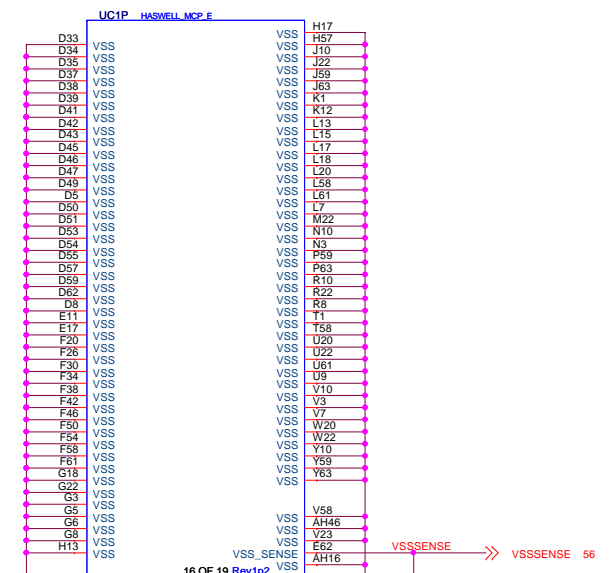 UC1P HASWELL_MCP_E
H17
VSS
D33 H57
VSS VSS
D34 J10
VSS VSS
D35 J22
VSS VSS
D37 J59
VSS VSS
D38 J63
VSS VSS
D39 K1
VSS VSS
D41 K12
VSS VSS
D42 L13
VSS VSS
D43 L15
VSS VSS
D45 L17
VSS VSS
D46 L18
VSS VSS
D47 L20
VSS VSS
D49 L58
VSS VSS
D5 L61
VSS VSS
D50 L7
VSS VSS
D51 M22
VSS VSS
D53 N10
VSS VSS
D54 N3
VSS VSS
D55 P59
VSS VSS
D57 P63
VSS VSS
D59 R10
VSS VSS
D62 R22
VSS VSS
D8 R8
VSS VSS
E11 T1
VSS VSS
E17 T58
VSS VSS
F20 U20
VSS VSS
F26 U22
VSS VSS
F30 U61
VSS VSS
F34 U9
VSS VSS
F38 V10
VSS VSS
F42 V3
VSS VSS
F46 V7
VSS VSS
F50 W20
VSS VSS
F54 W22
VSS VSS
F58 Y10
VSS VSS
F61 Y59
VSS VSS
G18 Y63
VSS VSS
G22
VSS
G3
VSS
G5 V58
VSS VSS
G6 AH46
VSS VSS
G8 V23
VSS VSS
H13 E62 VSSSENSE
VSS VSS_SENSE VSSSENSE 56
AH16
VSS
16 OF 19 Rev1p2